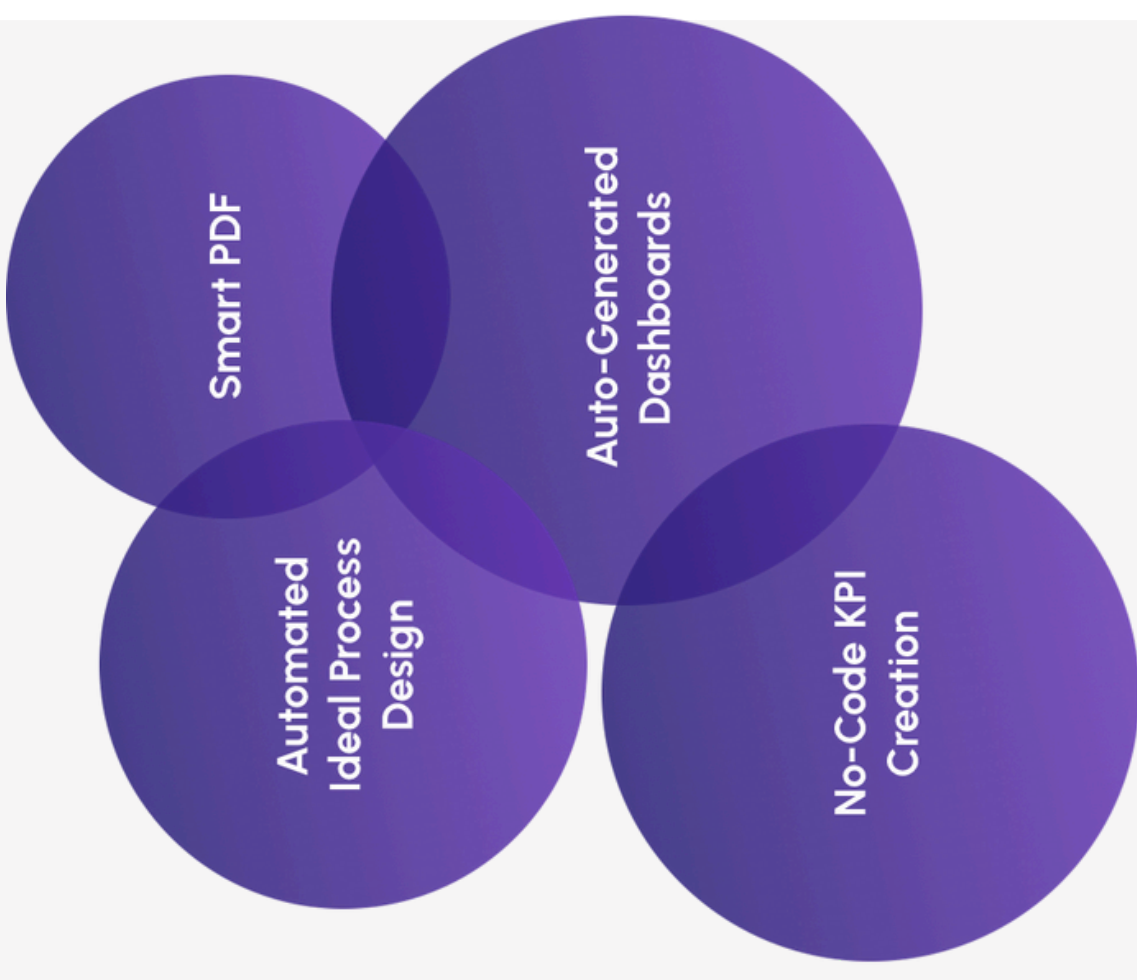 Smart PDF
Auto-Generated
Dashboards
Automated
Ideal Process
Design
No-Code KPI
Creation